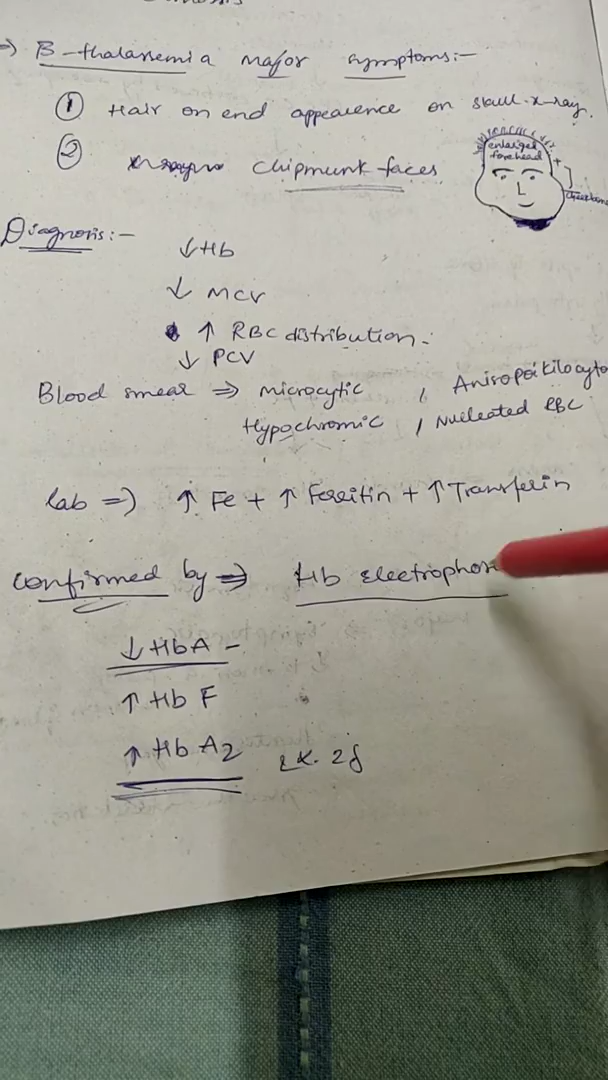 => B-thalassemia major symptoms:-
① Hair on end appearence on skull-x-ray.
② chipmunk faces
enlarged
forehead
+
Diagnosis:-
↓ Hb
↓ MCV
↑ RBC distribution.
↓ PCV
Blood smear => microcytic , Anisopoikilocyto
Hypochromic , Nucleated RBC
lab => ↑ Fe + ↑ Ferritin + ↑ Transferin
confirmed by => Hb electrophor
↓ HbA -
↑ Hb F
↑ Hb A2